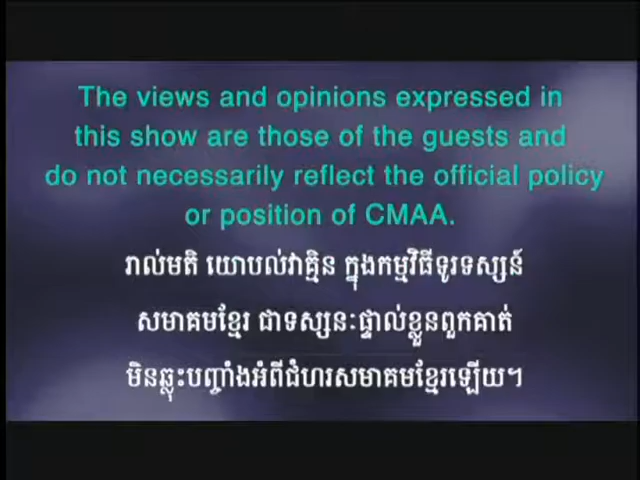 The views and opinions expressed in
this show are those of the guests and
do not necessarily reflect the official policy
or position of CMAA.
រាល់មតិ យោបល់វាគ្មិន ក្នុងកម្មវិធីទូរទស្សន៍
សមាគមខ្មែរ ជាទស្សនៈផ្ទាល់ខ្លួនពួកគាត់
មិនឆ្លុះបញ្ចាំងអំពីជំហរសមាគមខ្មែរឡើយ។